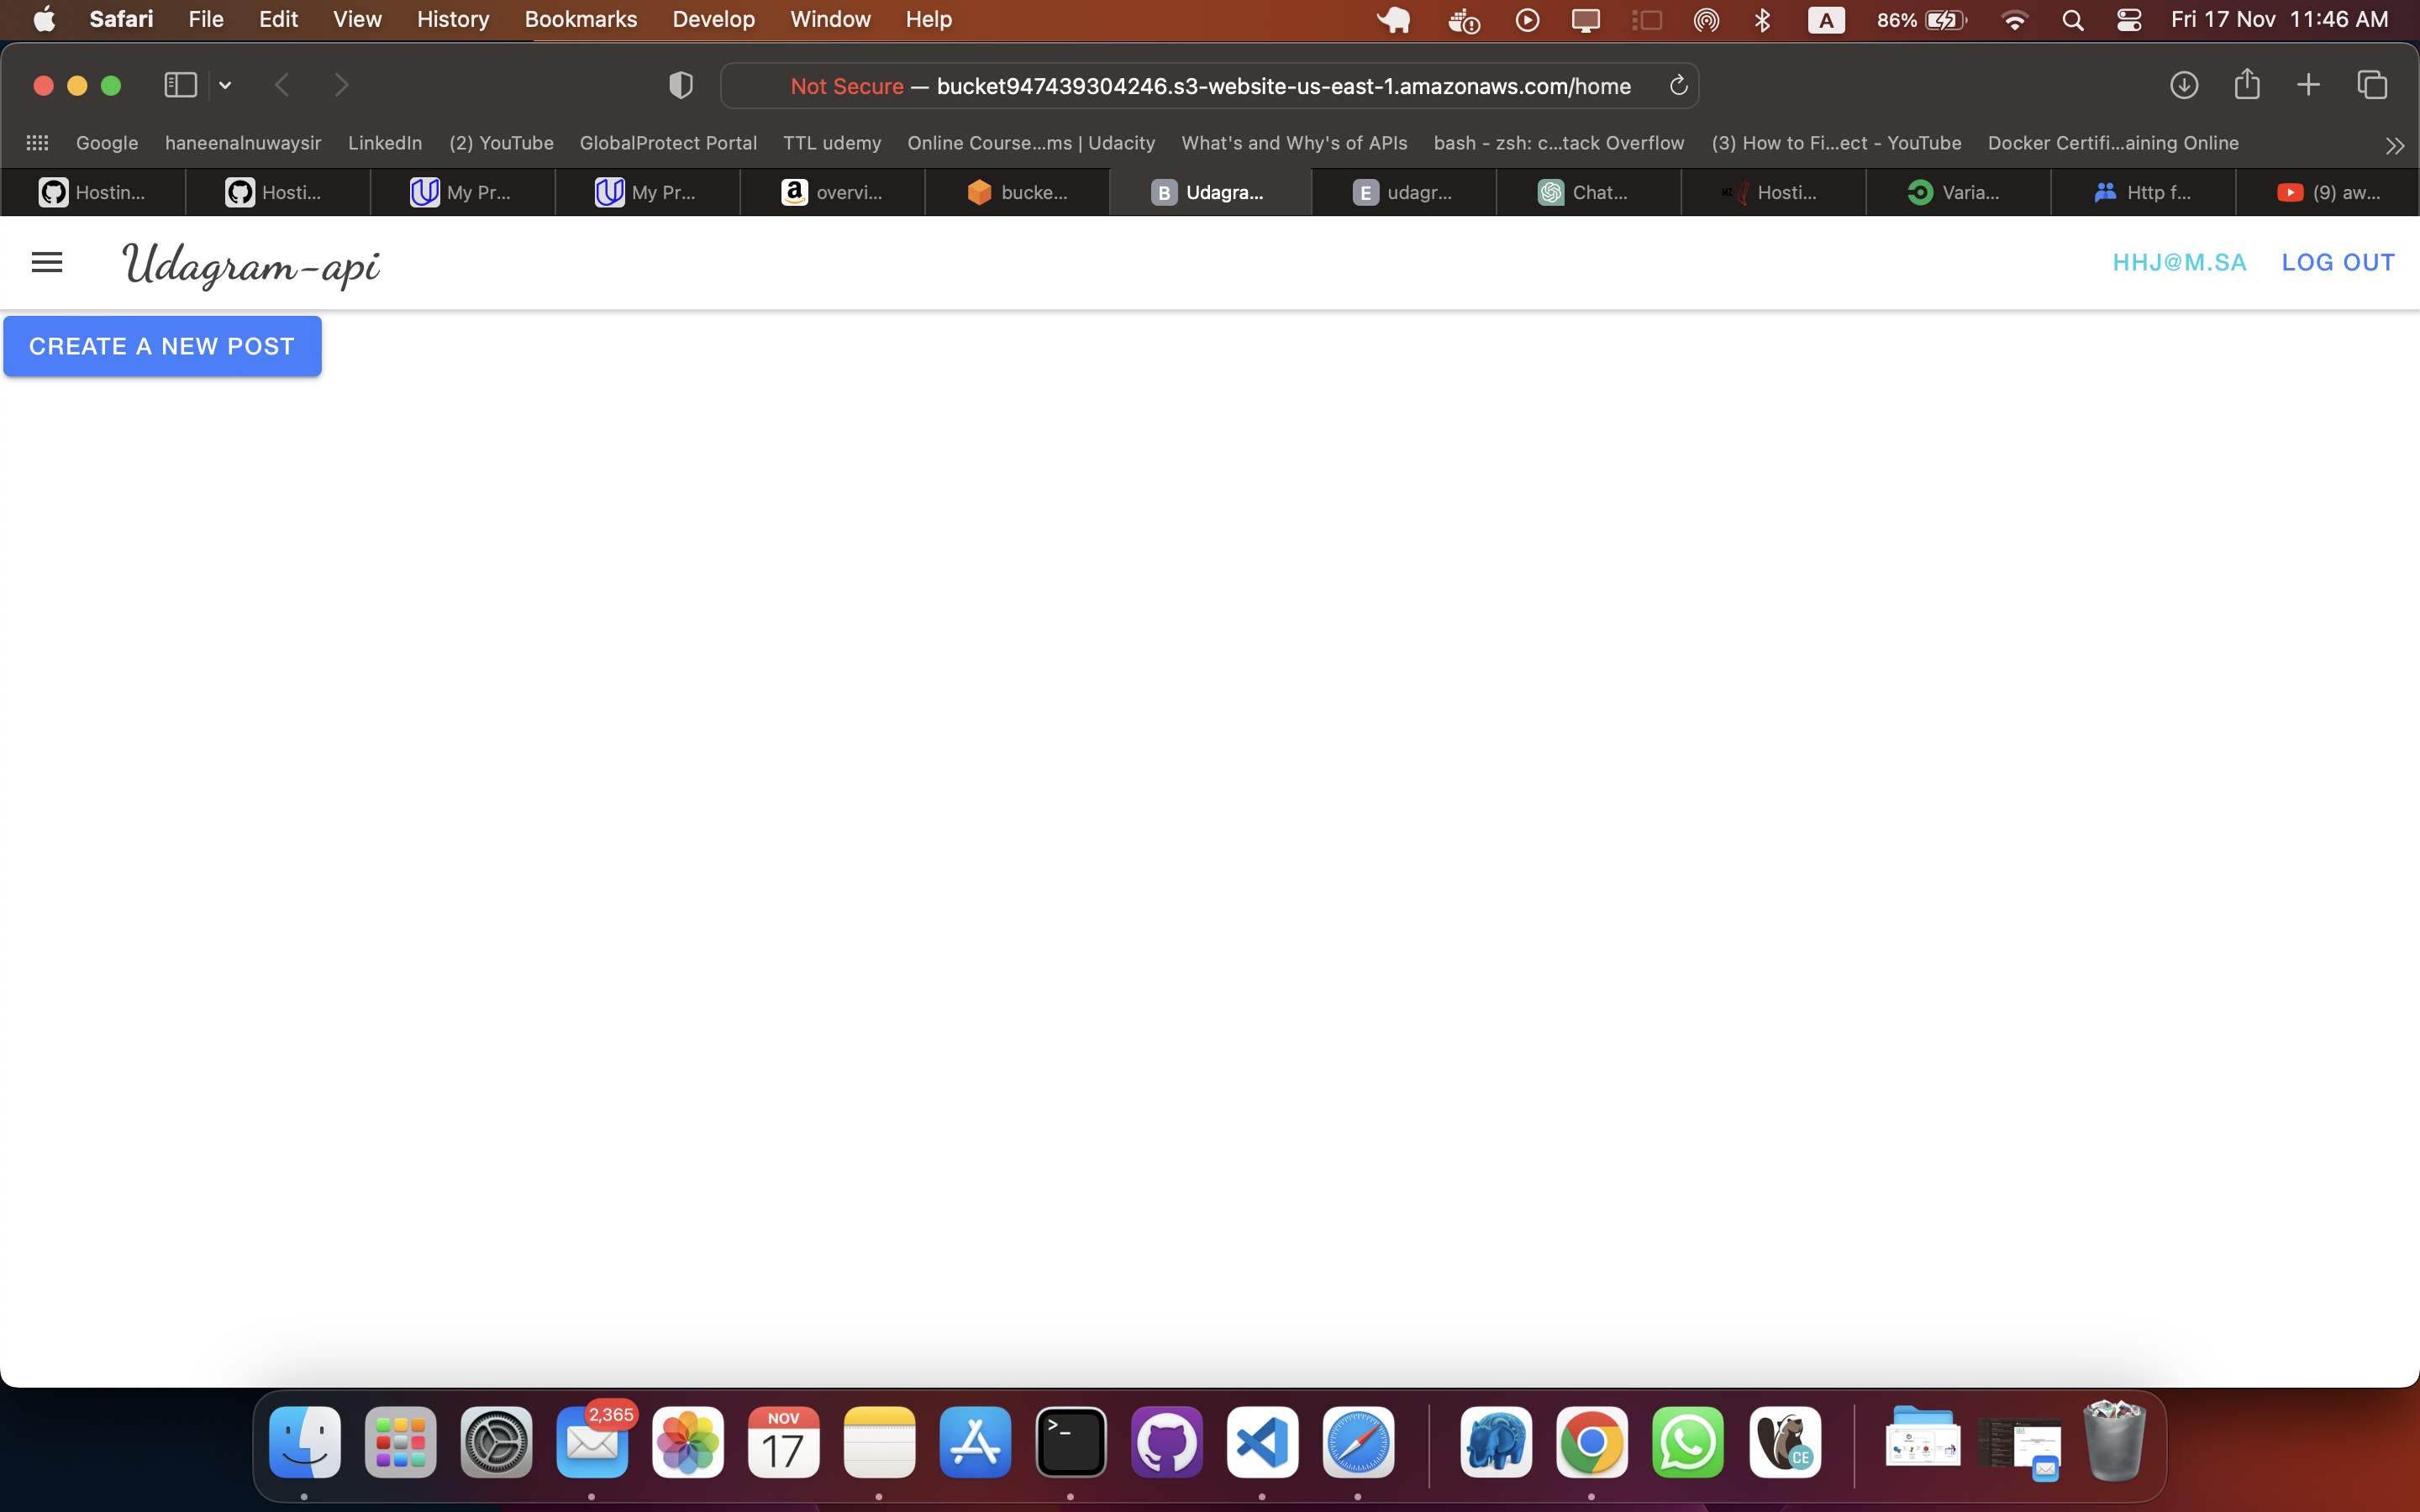 Safari File Edit View History Bookmarks Develop Window Help A 86% Fri 17 Nov 11:46 AM
Not Secure — bucket947439304246.s3-website-us-east-1.amazonaws.com/home
Google haneenalnuwaysir LinkedIn (2) YouTube GlobalProtect Portal TTL udemy Online Course...ms | Udacity What's and Why's of APIs bash - zsh: c...tack Overflow (3) How to Fi...ect - YouTube Docker Certifi...aining Online
Hostin... Hosti... My Pr... My Pr... a overvi... bucke... B Udagra... E udagr... Chat... MZ Hosti... Varia... Http f... (9) aw...
Udagram-api HHJ@M.SA LOG OUT
CREATE A NEW POST
2,365
NOV
17
>_
CE